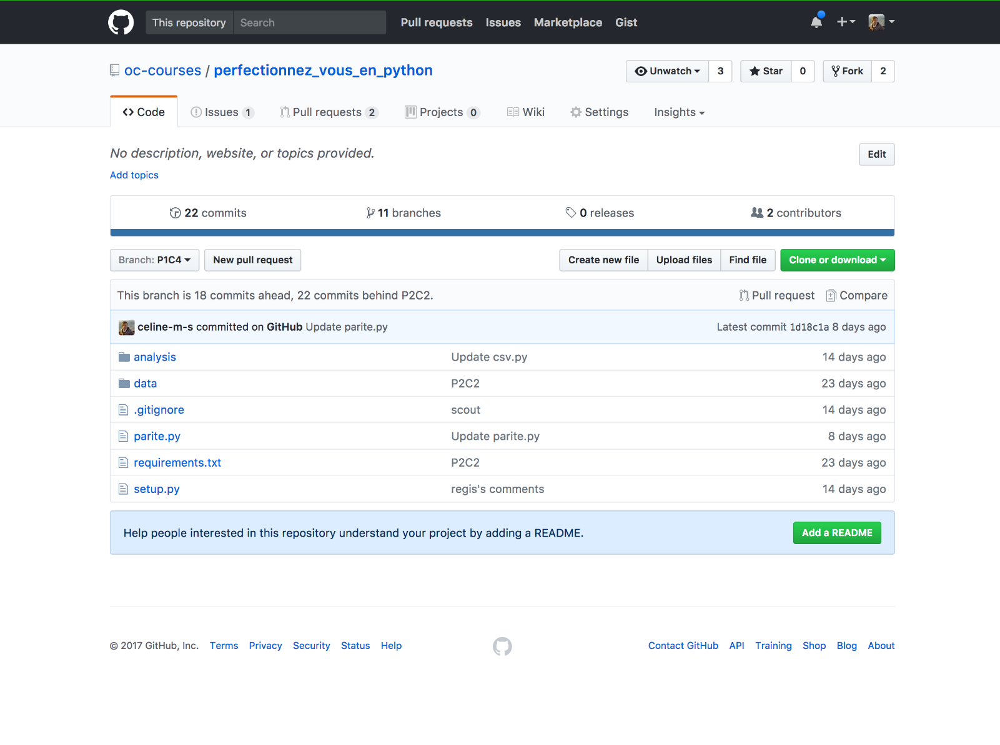 This repository Search Pull requests Issues Marketplace Gist
oc-courses / perfectionnez_vous_en_python Unwatch 3 Star 0 Fork 2
Code Issues 1 Pull requests 2 Projects 0 Wiki Settings Insights
No description, website, or topics provided. Edit
Add topics
22 commits 11 branches 0 releases 2 contributors
Branch: P1C4 New pull request Create new file Upload files Find file Clone or download
This branch is 18 commits ahead, 22 commits behind P2C2. Pull request Compare
celine-m-s committed on GitHub Update parite.py Latest commit 1d18c1a 8 days ago
analysis Update csv.py 14 days ago
data P2C2 23 days ago
.gitignore scout 14 days ago
parite.py Update parite.py 8 days ago
requirements.txt P2C2 23 days ago
setup.py regis's comments 14 days ago
Help people interested in this repository understand your project by adding a README. Add a README
© 2017 GitHub, Inc. Terms Privacy Security Status Help Contact GitHub API Training Shop Blog About